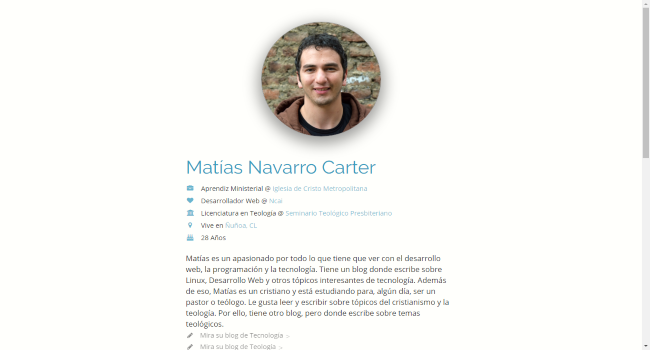 Matías Navarro Carter
Aprendiz Ministerial @ Iglesia de Cristo Metropolitana
Desarrollador Web @ Ncai
Licenciatura en Teología @ Seminario Teológico Presbiteriano
Vive en Ñuñoa, CL
28 Años
Matías es un apasionado por todo lo que tiene que ver con el desarrollo
web, la programación y la tecnología. Tiene un blog donde escribe sobre
Linux, Desarrollo Web y otros tópicos interesantes de tecnología. Además
de eso, Matías es un cristiano y está estudiando para, algún día, ser un
pastor o teólogo. Le gusta leer y escribir sobre tópicos del cristianismo y la
teología. Por ello, tiene otro blog, pero donde escribe sobre temas
teológicos.
Mira su blog de Tecnología :-
Mira su blog de Teología :-